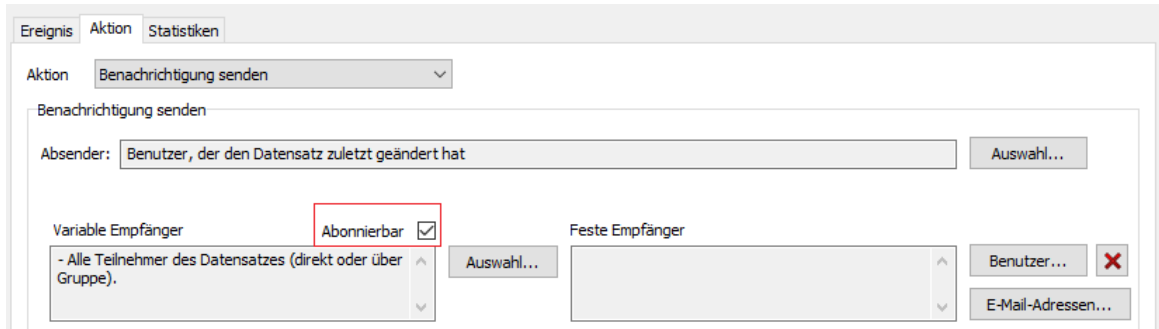 Ereignis Aktion Statistiken
Aktion Benachrichtigung senden
Benachrichtigung senden
Absender: Benutzer, der den Datensatz zuletzt geändert hat Auswahl...
Variable Empfänger Abonnierbar Feste Empfänger
- Alle Teilnehmer des Datensatzes (direkt oder über Auswahl... Benutzer...
Gruppe).
E-Mail-Adressen...